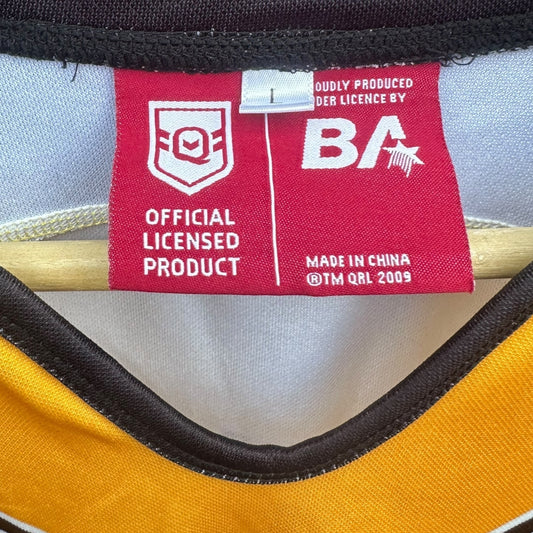 Q
OFFICIAL
LICENSED
PRODUCT
OUDLY PRODUCED
DER LICENCE BY
BA
MADE IN CHINA
®TM QRL 2009